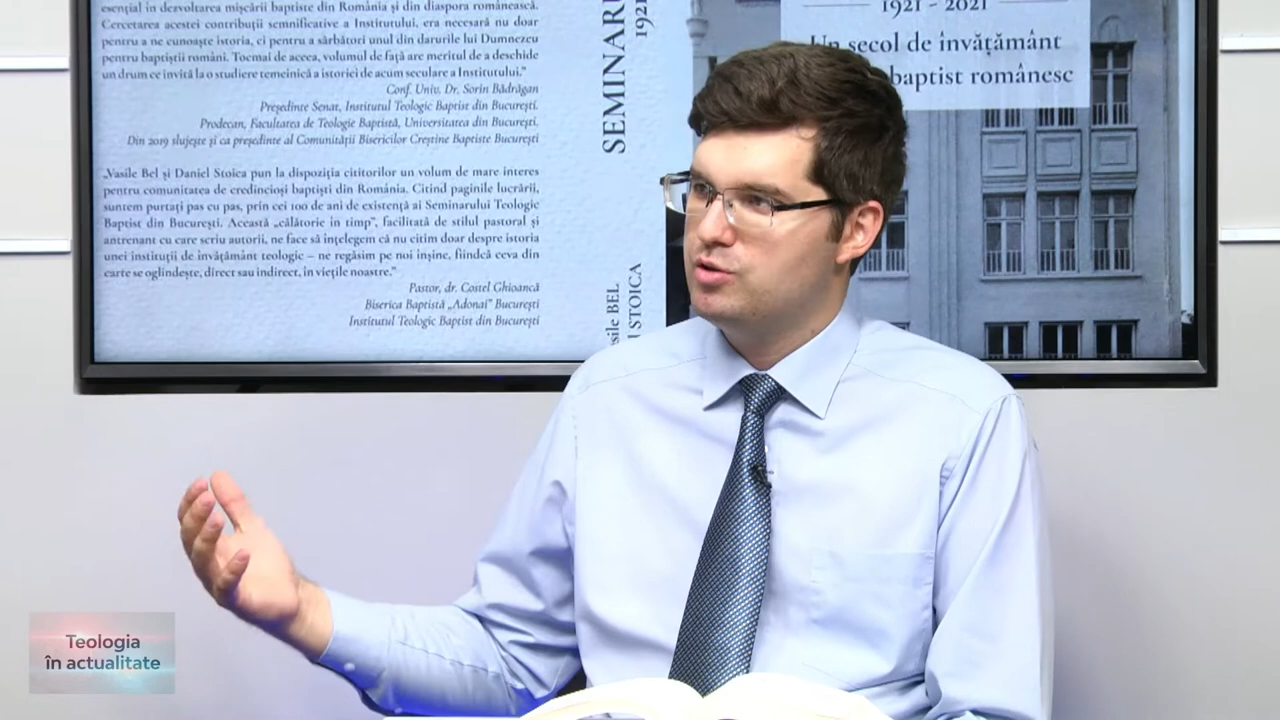 esențial in dezvoltarea mișcării baptiste din România și din diaspora românească.
Cercetarea acestei contribuții semnificative a Institutului, era necesară nu doar
pentru a ne cunoaște istoria, ci pentru a sărbători unul din darurile lui Dumnezeu
pentru baptiștii români. Tocmai de aceea, volumul de față are meritul de a deschide
un drum ce invită la o studiere temeinică a istoriei de acum seculare a Institutului.”
Conf. Univ. Dr. Sorin Bădrăgan
Președinte Senat, Institutul Teologic Baptist din București.
Prodecan, Facultatea de Teologie Baptistă, Universitatea din București.
Din 2019 slujește și ca președinte al Comunității Bisericilor Creștine Baptiste București
„Vasile Bel și Daniel Stoica pun la dispoziția cititorilor un volum de mare interes
pentru comunitatea de credincioși baptiști din România. Citind paginile lucrării,
suntem purtați pas cu pas, prin cei 100 de ani de existență ai Seminarului Teologic
Baptist din București. Această „călătorie in timp”, facilitată de stilul pastoral și
antrenant cu care scriu autorii, ne face să ințelegem că nu citim doar despre istoria
unei instituții de învățământ teologic – ne regăsim pe noi inșine, fiindcă ceva din
carte se oglindește, direct sau indirect, în viețile noastre.”
Pastor, dr. Costel Ghioancă
Biserica Baptistă „Adonai” București
Institutul Teologic Baptist din București
SEMINARU
1921
sile BEL
STOICA
1921 - 2021
Un secol de învățământ
baptist românesc
Teologia
în actualitate